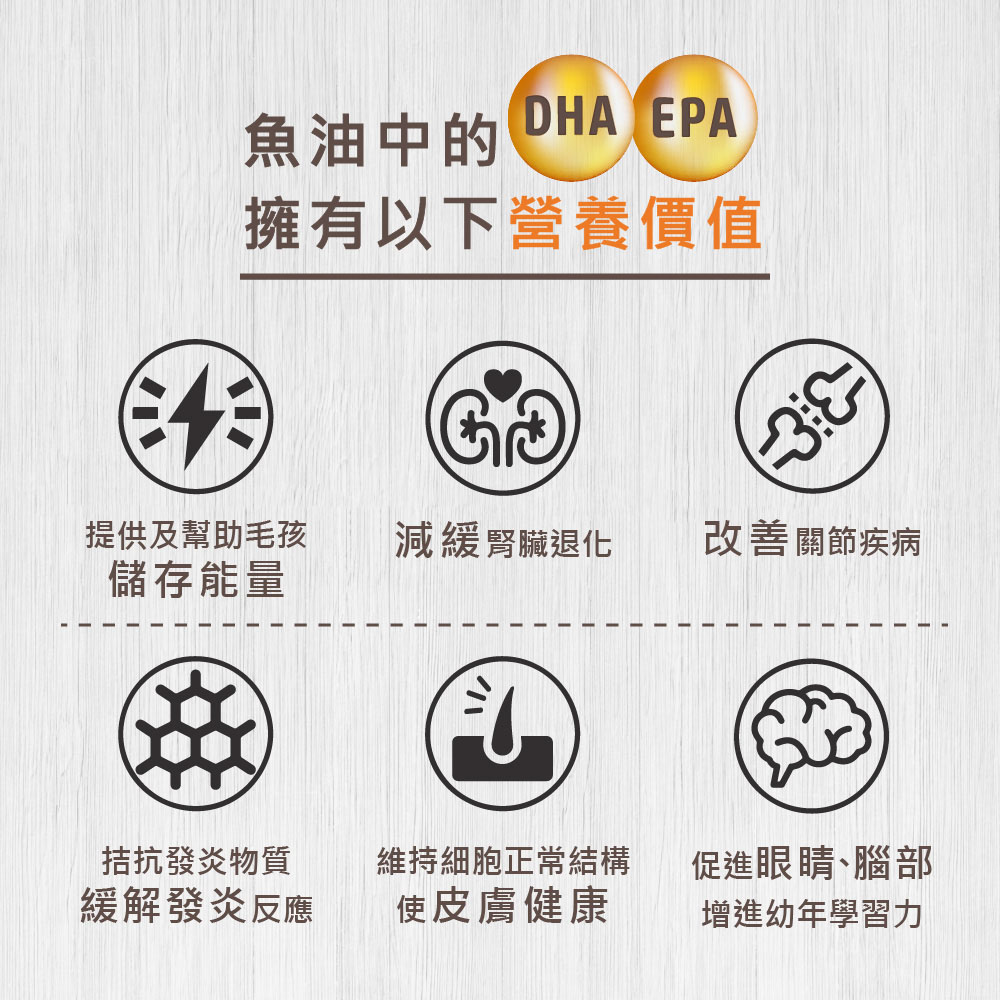 魚油中的 DHA EPA
擁有以下營養價值
提供及幫助毛孩
儲存能量
減緩腎臟退化
改善關節疾病
拮抗發炎物質
緩解發炎反應
維持細胞正常結構
使皮膚健康
促進眼睛、腦部
增進幼年學習力